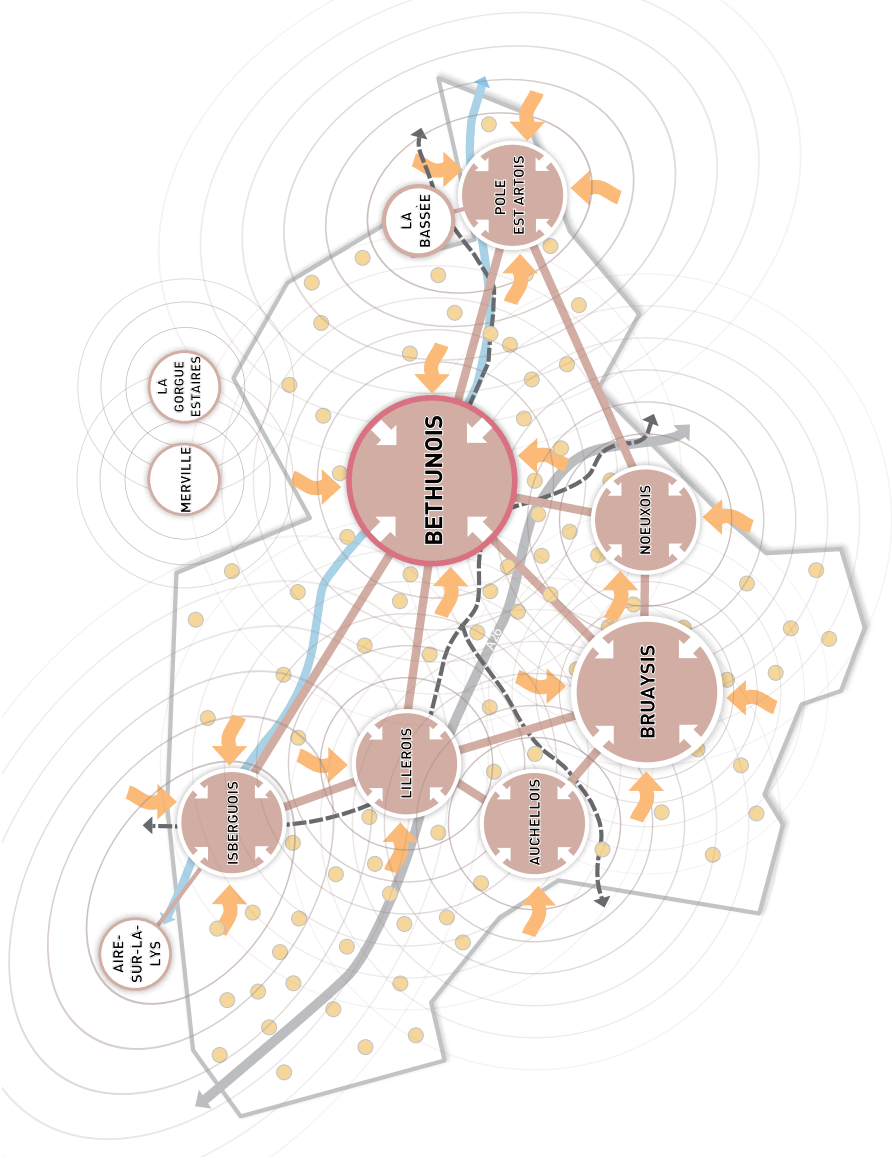 LA
BASSÉE
POLE
EST ARTOIS
LA
GORGUE
ESTAIRES
MERVILLE
BETHUNOIS
NOEUXOIS
A26
BRUAYSIS
LILLEROIS
ISBERGUOIS
AUCHELLOIS
AIRE-
SUR-LA-
LYS